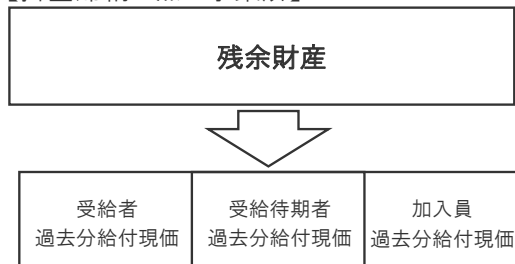 残余財産
受給者
過去分給付現価
受給待期者
過去分給付現価
加入員
過去分給付現価